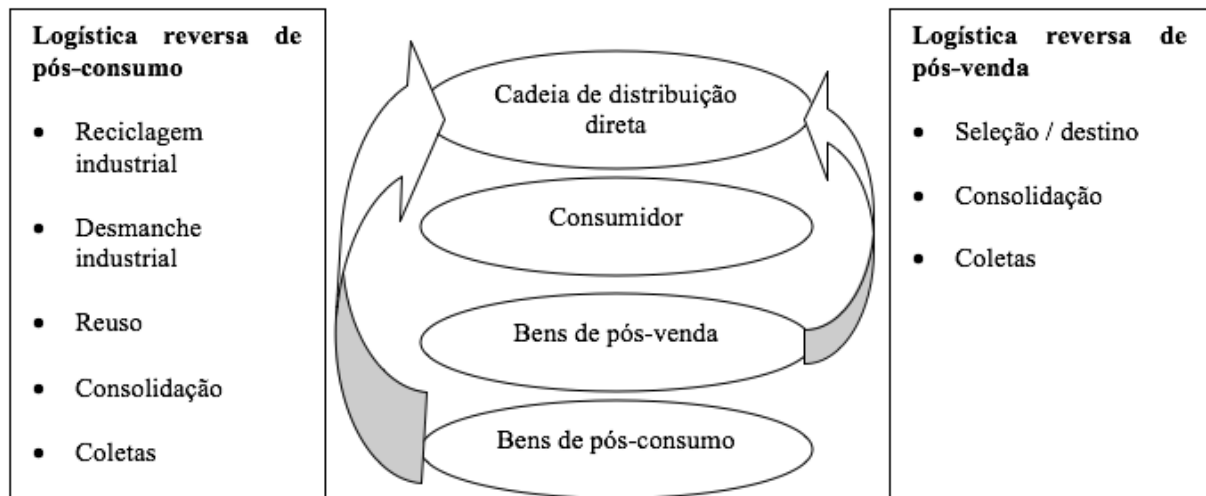 Logística reversa de
pós-consumo
• Reciclagem
industrial
• Desmanche
industrial
• Reuso
• Consolidação
• Coletas
Cadeia de distribuição
direta
Consumidor
Bens de pós-venda
Bens de pós-consumo
Logística reversa de
pós-venda
• Seleção / destino
• Consolidação
• Coletas